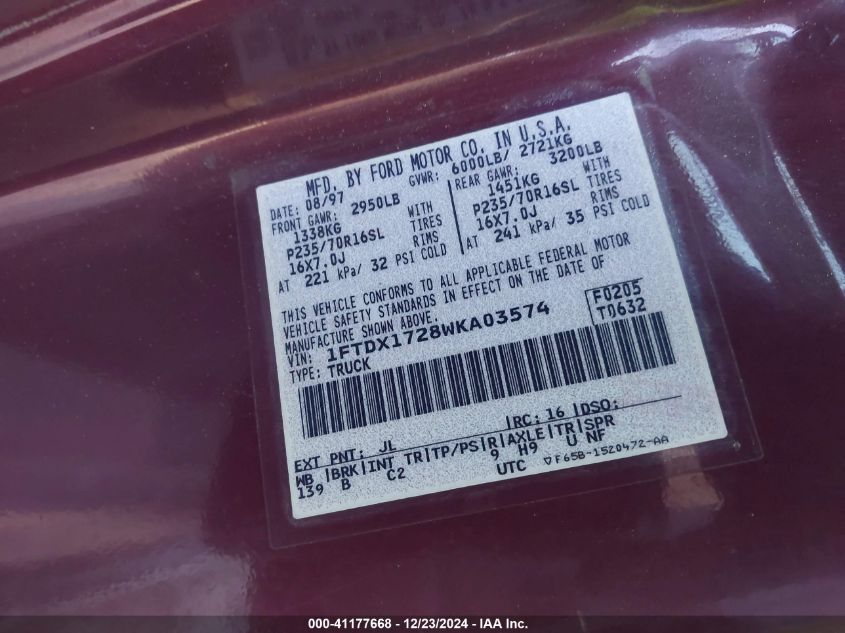 MFD. BY FORD MOTOR CO. IN U.S.A.
DATE: 08/97 GVWR: 6000LB/ 2721KG
FRONT GAWR: 2950LB REAR GAWR: 3200LB
1338KG WITH 1451KG WITH
P235/70R16SL TIRES P235/70R16SL TIRES
16X7.0J RIMS 16X7.0J RIMS
AT 221 kPa/ 32 PSI COLD AT 241 kPa/ 35 PSI COLD
THIS VEHICLE CONFORMS TO ALL APPLICABLE FEDERAL MOTOR
VEHICLE SAFETY STANDARDS IN EFFECT ON THE DATE OF
MANUFACTURE SHOWN ABOVE.
VIN: 1FTDX1728WKA03574 F0205
TYPE: TRUCK T0632
EXT PNT: JL RC: 16 DSO:
WB BRK INT TR TP/PS R AXLE TR SPR
139 B C2 9 H9 U NF
UTC ▽F65B-1520472-AA
000-41177668 - 12/23/2024 - IAA Inc.